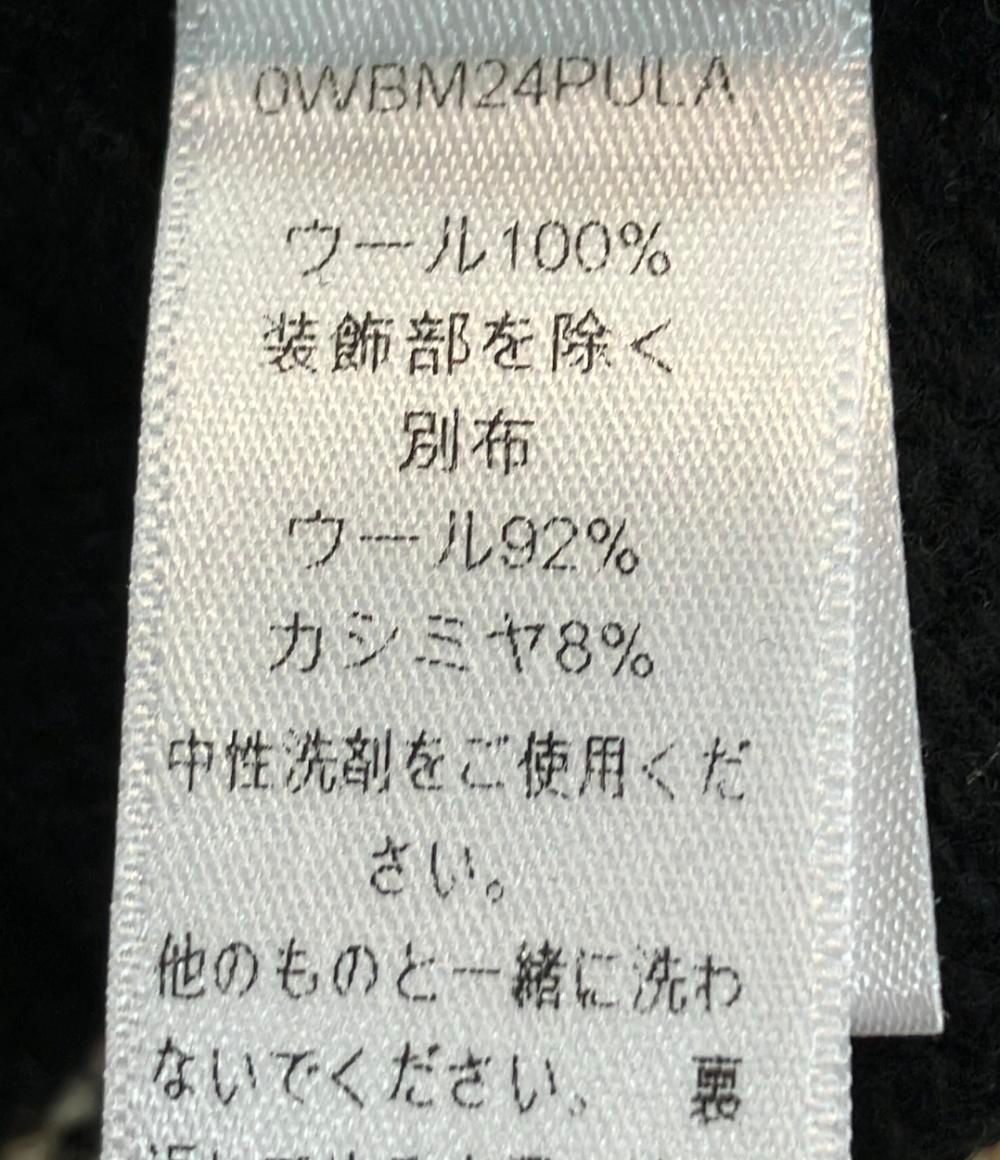 0WBM24PULA
ウール100%
装飾部を除く
別布
ウール92%
カシミヤ8%
中性洗剤をご使用くだ
さい。
他のものと一緒に洗わ
ないでください。 裏